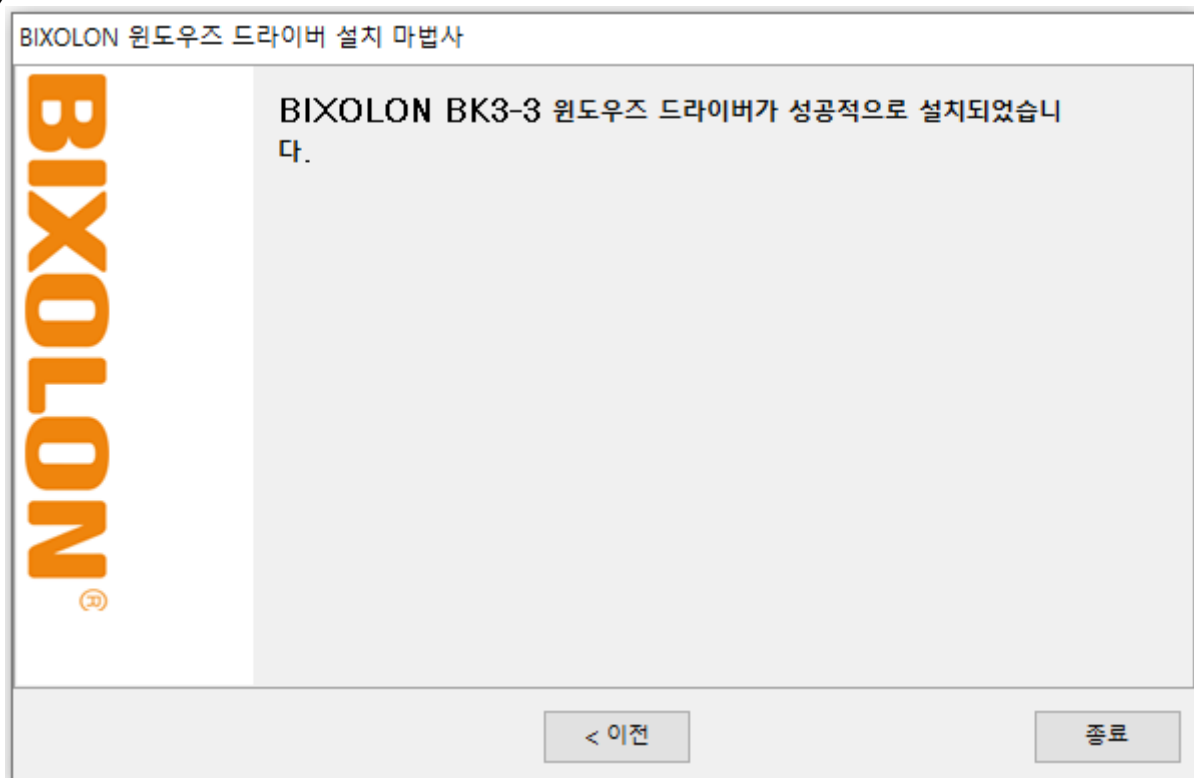 BIXOLON 윈도우즈 드라이버 설치 마법사
BIXOLON®
BIXOLON BK3-3 윈도우즈 드라이버가 성공적으로 설치되었습니
다.
< 이전
종료